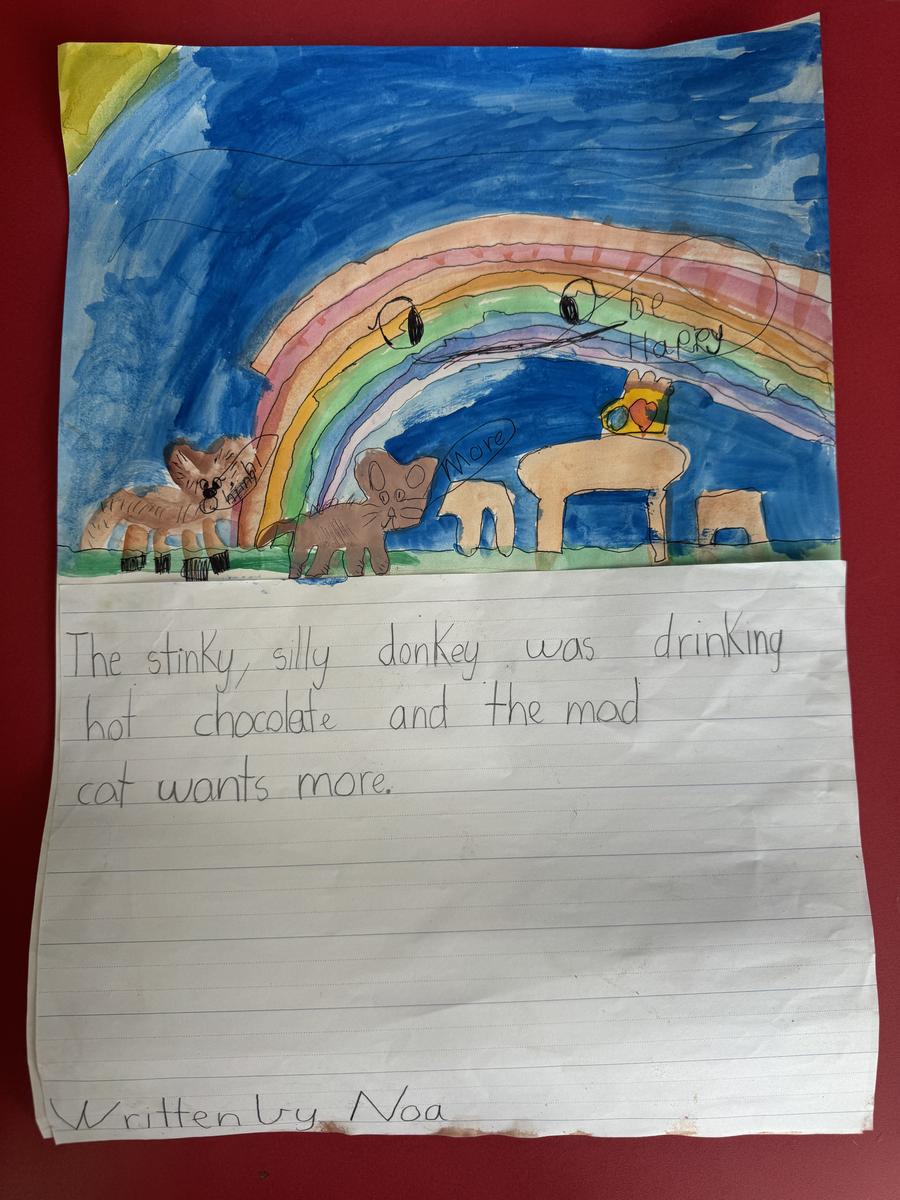 be
Happy
More
The stinky, silly donkey was drinking
hot chocolate and the mad
cat wants more.
Written by Noa